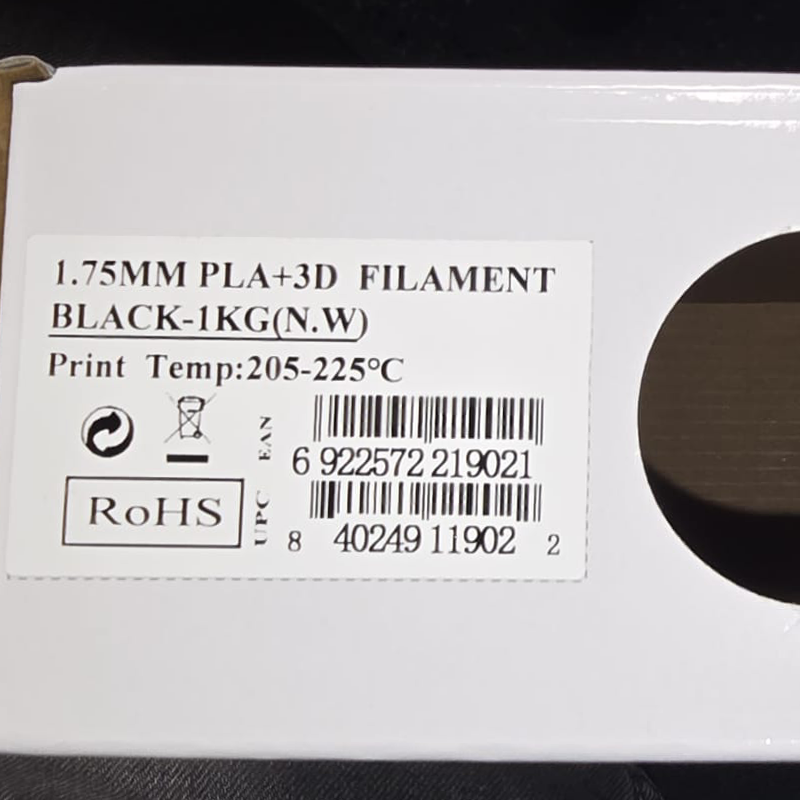 1.75MM PLA+3D FILAMENT
BLACK-1KG(N.W)
Print Temp:205-225°C
EAN
6 922572 219021
RoHS
UPC
8 40249 11902 2